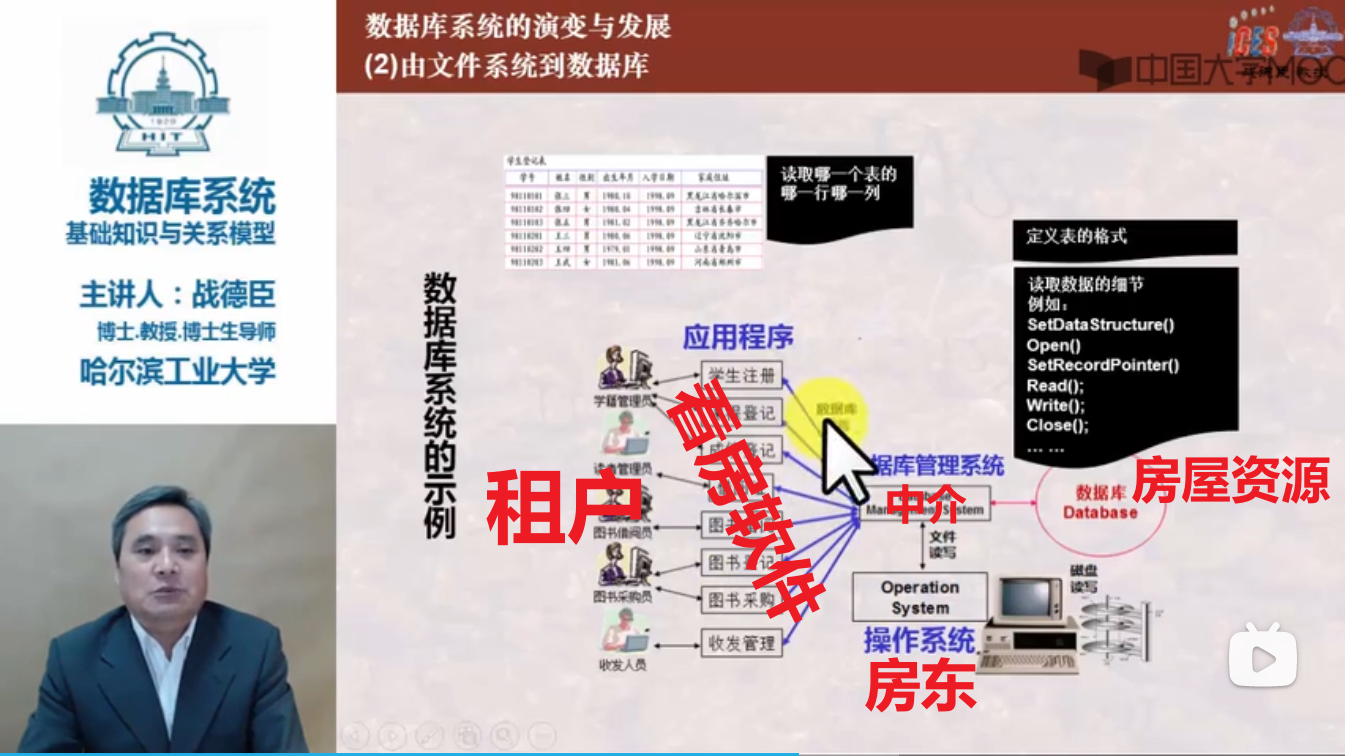 1920
HIT
数据库系统
基础知识与关系模型
主讲人：战德臣
博士.教授.博士生导师
哈尔滨工业大学
数据库系统的演变与发展
(2)由文件系统到数据库
ICES
中国大学MOO
学生登记表
学号 姓名 性别 出生年月 入学日期 家庭住址
98110101 张三 男 1980.10 1998.09 黑龙江省哈尔滨市
98110102 张四 女 1980.04 1998.09 吉林省长春市
98110103 张五 男 1981.02 1998.09 黑龙江省齐齐哈尔市
98110201 王三 男 1980.06 1998.09 辽宁省沈阳市
98110202 王四 男 1979.01 1998.09 山东省青岛市
98110203 王武 女 1981.06 1998.09 河南省郑州市
读取哪一个表的
哪一行哪一列
定义表的格式
读取数据的细节
例如：
SetDataStructure()
Open()
SetRecordPointer()
Read();
Write();
Close();
... ...
数据库系统的示例
应用程序
学籍管理员
学生注册
登记
登记
数据库
管理员
图书借阅员
图书
图书采购员
图书登记
图书采购
收发人员
收发管理
租户
看房软件
据库管理系统
Management System
中介
数据库
Database
房屋资源
文件
读写
Operation
System
操作系统
房东
磁盘
读写